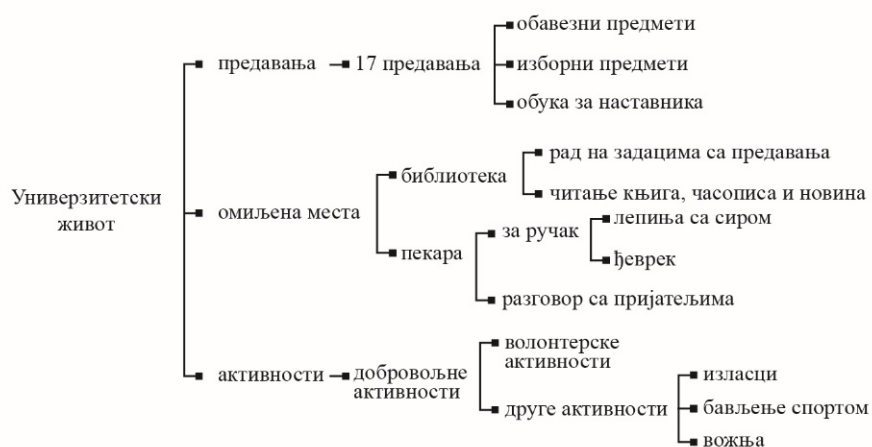 обавезни предмети
предавања
17 предавања
изборни предмети
обука за наставника
рад на задацима са предавања
библиотека
читање књига, часописа и новина
Универзитетски
живот
омиљена места
лепиња са сиром
за ручак
пекара
ђеврек
разговор са пријатељима
волонтерске
активности
активности
добровољне
активности
изласци
друге активности
бављење спортом
вожња